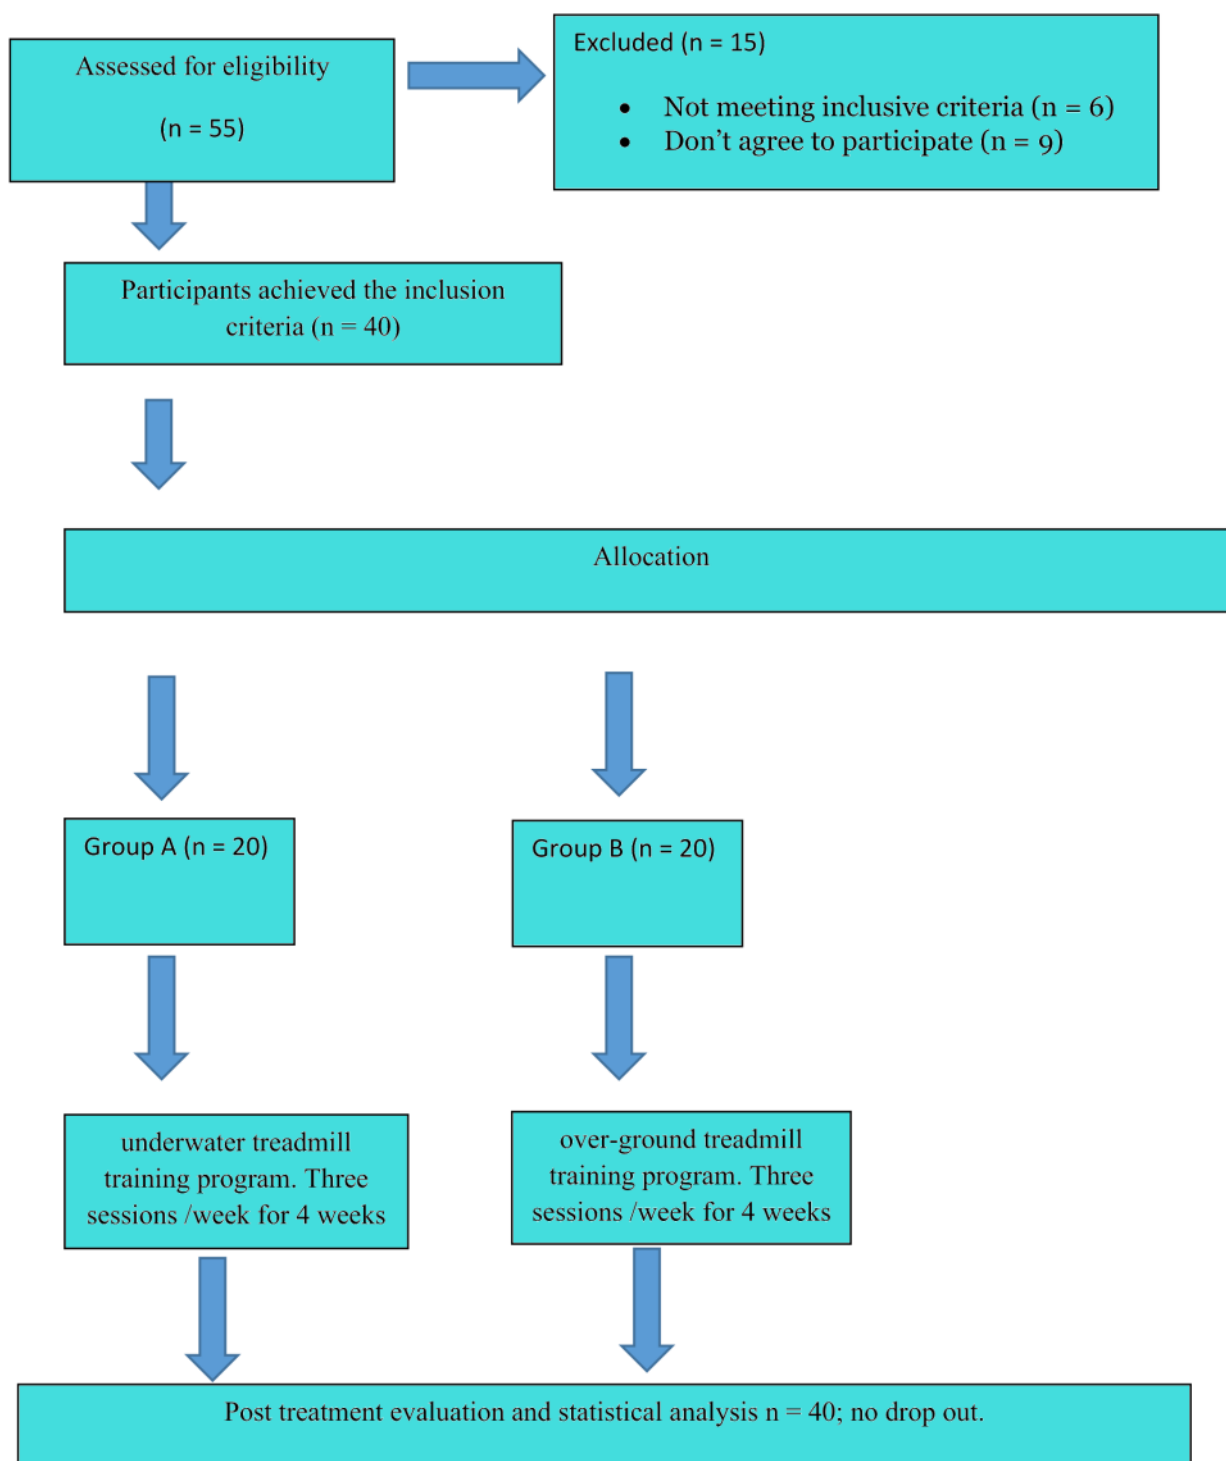 Assessed for eligibility
(n = 55)
Excluded (n = 15)
• Not meeting inclusive criteria (n = 6)
• Don’t agree to participate (n = 9)
Participants achieved the inclusion
criteria (n = 40)
Allocation
Group A (n = 20)
Group B (n = 20)
underwater treadmill
training program. Three
sessions /week for 4 weeks
over-ground treadmill
training program. Three
sessions /week for 4 weeks
Post treatment evaluation and statistical analysis n = 40; no drop out.